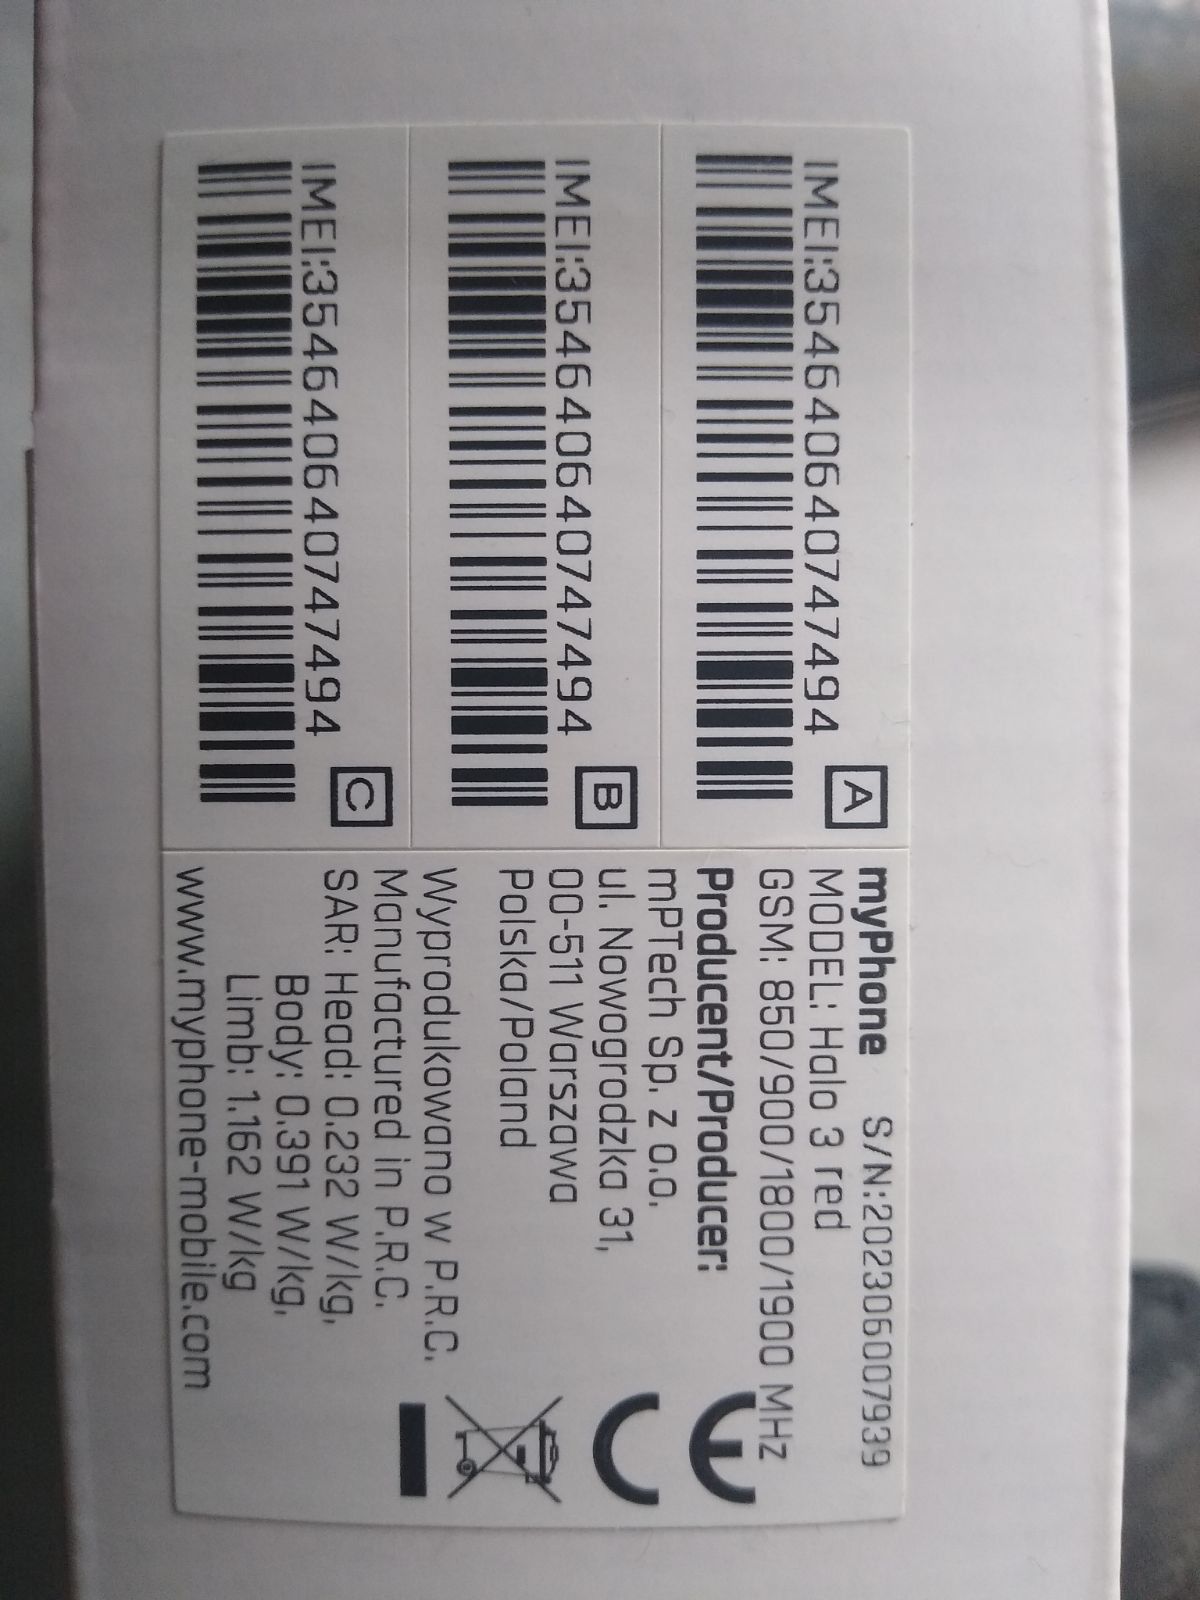 IMEI:354640640747494
A
IMEI:354640640747494
B
IMEI:354640640747494
C
myPhone S/N:202306007939
MODEL: Halo 3 red
GSM: 850/900/1800/1900 MHz
Producent/Producer:
mPTech Sp. z o.o.
ul. Nowogrodzka 31,
00-511 Warszawa
Polska/Poland
Wyprodukowano w P.R.C.
Manufactured in P.R.C.
SAR: Head: 0.232 W/kg,
Body: 0.391 W/kg,
Limb: 1.162 W/kg
www.myphone-mobile.com
CE